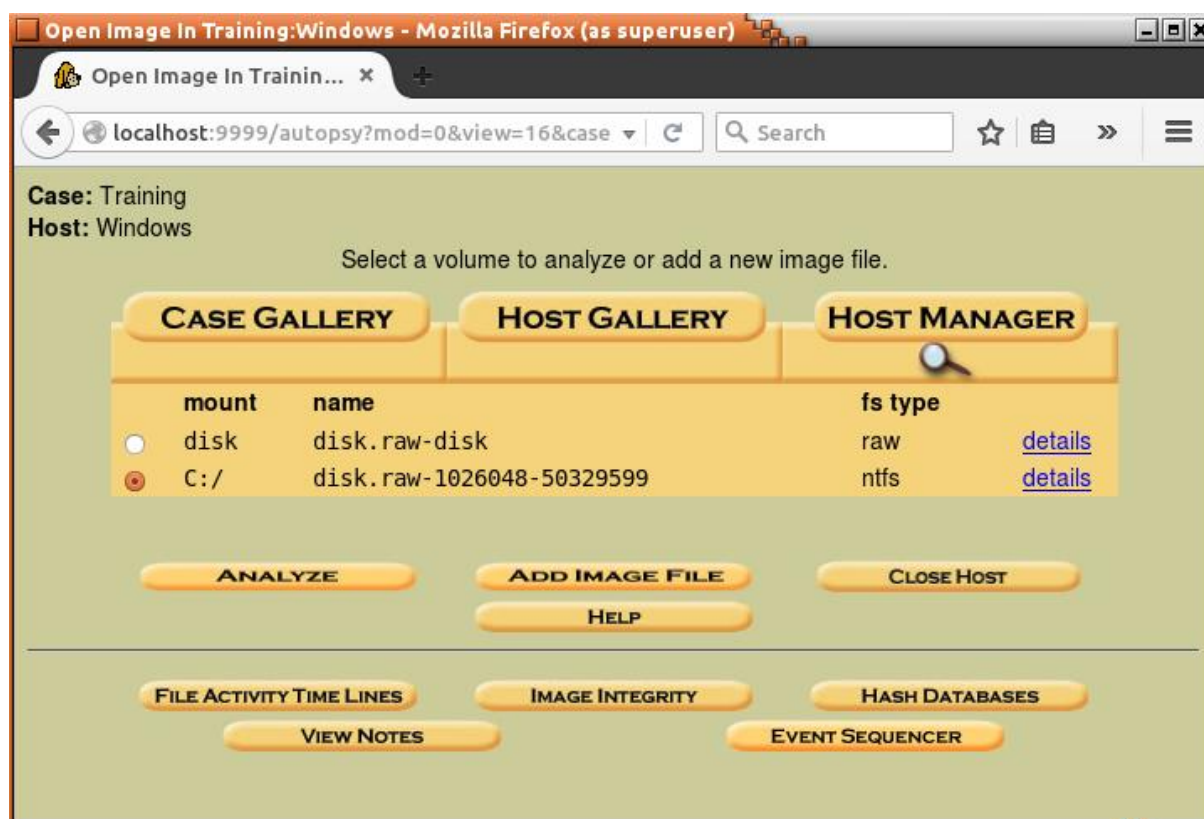 Open Image In Training:Windows - Mozilla Firefox (as superuser)
Open Image In Trainin...
localhost:9999/autopsy?mod=0&view=16&case
Search
Case: Training
Host: Windows
Select a volume to analyze or add a new image file.
CASE GALLERY HOST GALLERY HOST MANAGER
mount name fs type
disk disk.raw-disk raw details
C:/ disk.raw-1026048-50329599 ntfs details
ANALYZE ADD IMAGE FILE CLOSE HOST
HELP
FILE ACTIVITY TIME LINES IMAGE INTEGRITY HASH DATABASES
VIEW NOTES EVENT SEQUENCER